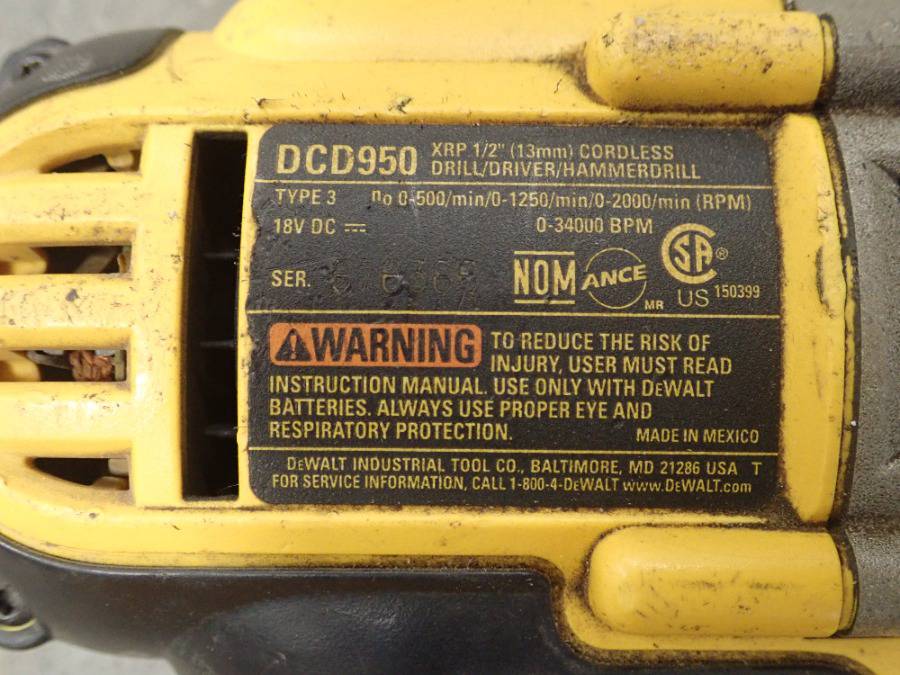 DCD950 XRP 1/2" (13mm) CORDLESS
DRILL/DRIVER/HAMMERDRILL
TYPE 3 no 0-500/min/0-1250/min/0-2000/min (RPM)
18V DC ⎓ 0-34000 BPM
SER.
NOM ANCE MR SA ® US 150399
⚠WARNING TO REDUCE THE RISK OF
INJURY, USER MUST READ
INSTRUCTION MANUAL. USE ONLY WITH DEWALT
BATTERIES. ALWAYS USE PROPER EYE AND
RESPIRATORY PROTECTION. MADE IN MEXICO
DEWALT INDUSTRIAL TOOL CO., BALTIMORE, MD 21286 USA T
FOR SERVICE INFORMATION, CALL 1-800-4-DEWALT www.DEWALT.com